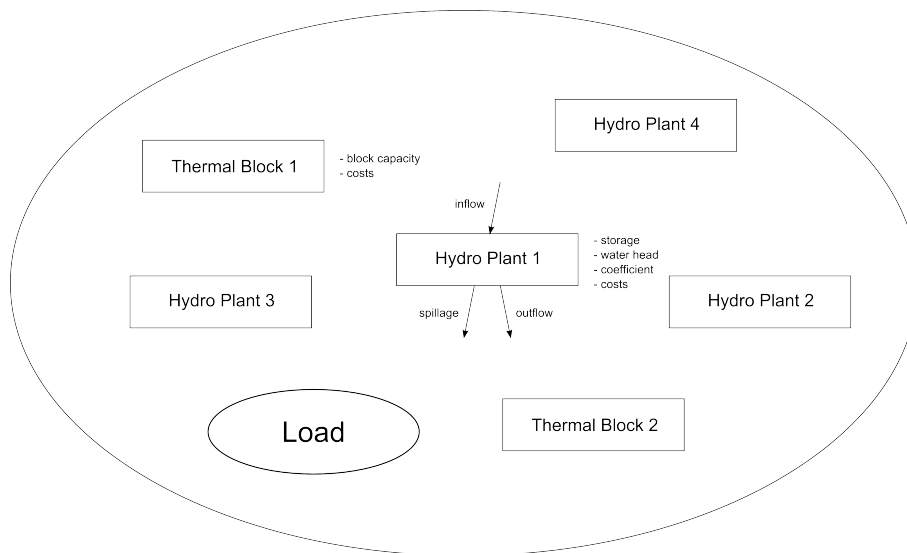 Hydro Plant 4
Thermal Block 1
- block capacity
- costs
inflow
Hydro Plant 1
- storage
- water head
- coefficient
- costs
Hydro Plant 3
Hydro Plant 2
spillage
outflow
Load
Thermal Block 2